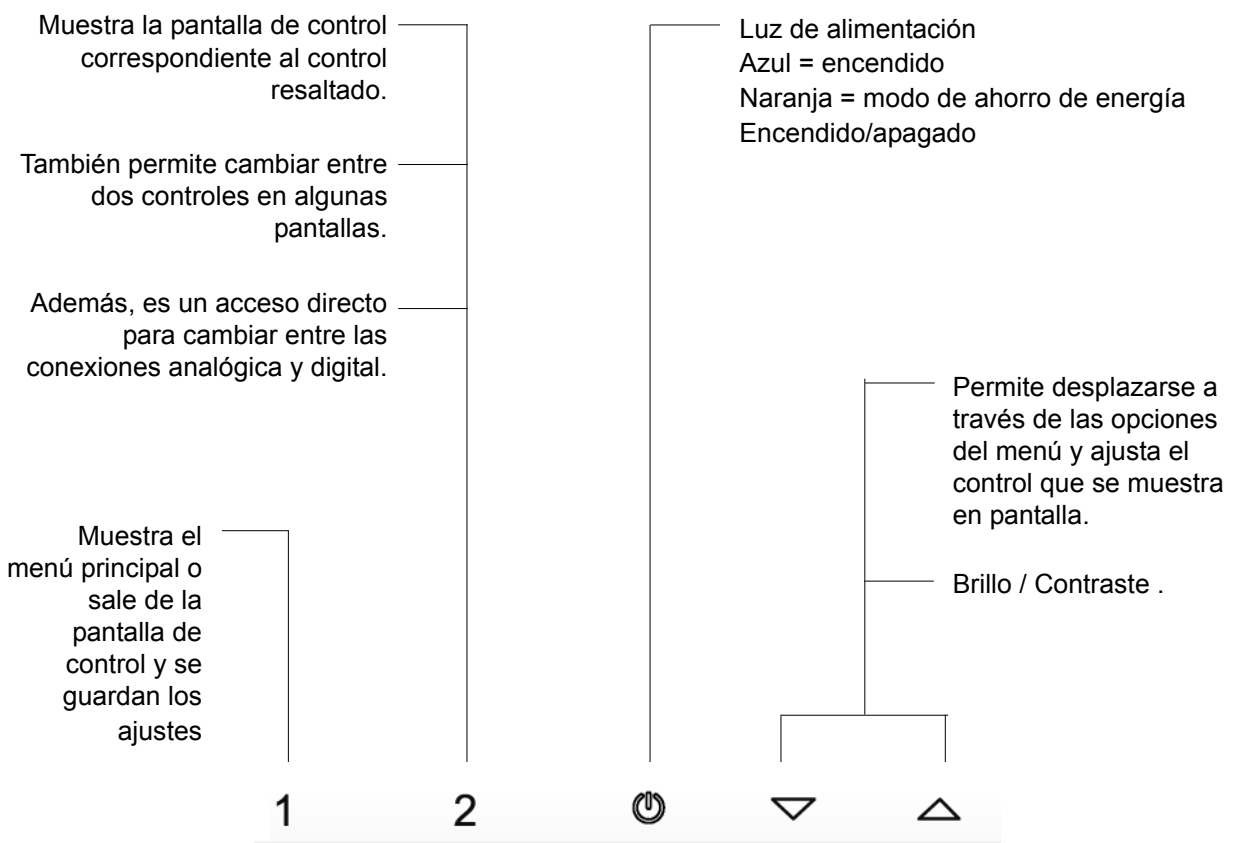 Muestra la pantalla de control
correspondiente al control
resaltado.
También permite cambiar entre
dos controles en algunas
pantallas.
Además, es un acceso directo
para cambiar entre las
conexiones analógica y digital.
Muestra el
menú principal o
sale de la
pantalla de
control y se
guardan los
ajustes
Luz de alimentación
Azul = encendido
Naranja = modo de ahorro de energía
Encendido/apagado
Permite desplazarse a
través de las opciones
del menú y ajusta el
control que se muestra
en pantalla.
Brillo / Contraste .
1 2